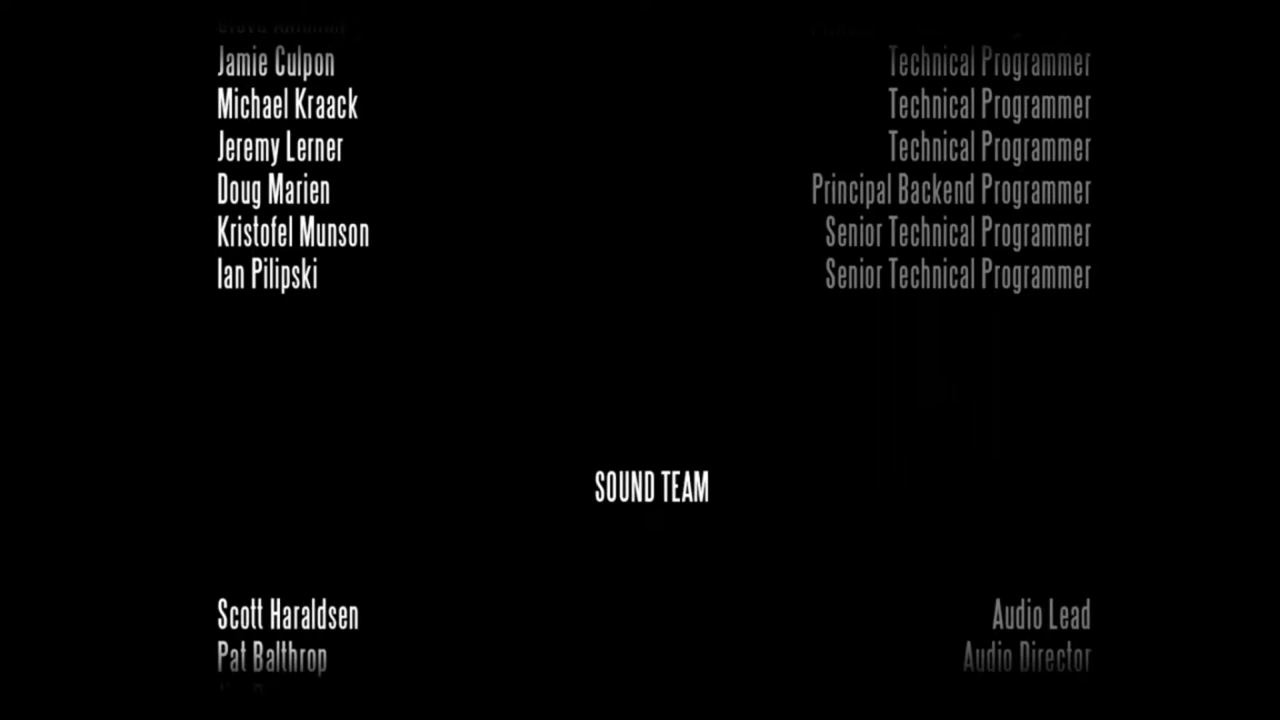 Jamie Culpon Technical Programmer
Michael Kraack Technical Programmer
Jeremy Lerner Technical Programmer
Doug Marien Principal Backend Programmer
Kristofel Munson Senior Technical Programmer
Ian Pilipski Senior Technical Programmer
SOUND TEAM
Scott Haraldsen Audio Lead
Pat Balthrop Audio Director